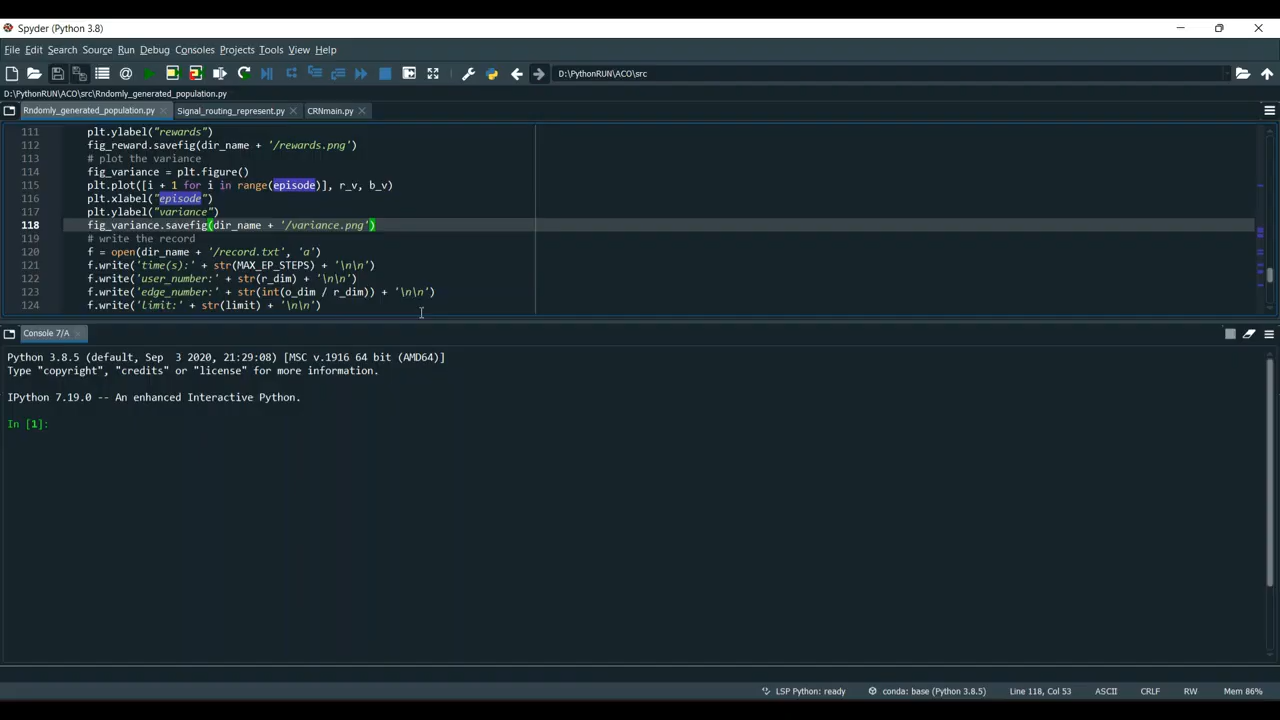 Spyder (Python 3.8)
File Edit Search Source Run Debug Consoles Projects Tools View Help
D:\PythonRUN\ACO\src
D:\PythonRUN\ACO\src\Rndomly_generated_population.py
Rndomly_generated_population.py Signal_routing_represent.py CRNmain.py
111 plt.ylabel("rewards")
112 fig_reward.savefig(dir_name + '/rewards.png')
113 # plot the variance
114 fig_variance = plt.figure()
115 plt.plot([i + 1 for i in range(episode)], r_v, b_v)
116 plt.xlabel("episode")
117 plt.ylabel("variance")
118 fig_variance.savefig(dir_name + '/variance.png')
119 # write the record
120 f = open(dir_name + '/record.txt', 'a')
121 f.write('time(s):' + str(MAX_EP_STEPS) + '\n\n')
122 f.write('user_number:' + str(r_dim) + '\n\n')
123 f.write('edge_number:' + str(int(o_dim / r_dim)) + '\n\n')
124 f.write('limit:' + str(limit) + '\n\n')
Console 7/A
Python 3.8.5 (default, Sep  3 2020, 21:29:08) [MSC v.1916 64 bit (AMD64)]
Type "copyright", "credits" or "license" for more information.
IPython 7.19.0 -- An enhanced Interactive Python.
In [1]:
LSP Python: ready conda: base (Python 3.8.5) Line 118, Col 53 ASCII CRLF RW Mem 86%